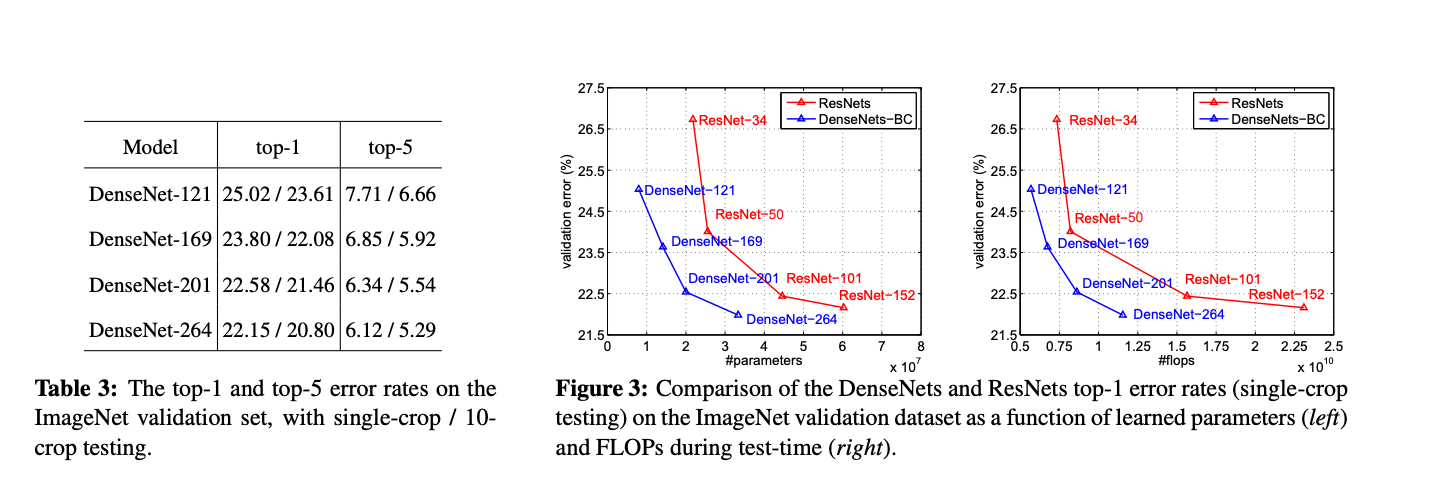 Model top-1 top-5
DenseNet-121 25.02 / 23.61 7.71 / 6.66
DenseNet-169 23.80 / 22.08 6.85 / 5.92
DenseNet-201 22.58 / 21.46 6.34 / 5.54
DenseNet-264 22.15 / 20.80 6.12 / 5.29
Table 3: The top-1 and top-5 error rates on the
ImageNet validation set, with single-crop / 10-
crop testing.
27.5
26.5
25.5
24.5
23.5
22.5
21.5
validation error (%)
ResNets
DenseNets−BC
ResNet−34
DenseNet−121
ResNet−50
DenseNet−169
DenseNet−201
ResNet−101
ResNet−152
DenseNet−264
0 1 2 3 4 5 6 7 8
#parameters
x 10^7
27.5
26.5
25.5
24.5
23.5
22.5
21.5
validation error (%)
ResNets
DenseNets−BC
ResNet−34
DenseNet−121
ResNet−50
DenseNet−169
DenseNet−201
ResNet−101
ResNet−152
DenseNet−264
0.5 0.75 1 1.25 1.5 1.75 2 2.25 2.5
#flops
x 10^10
Figure 3: Comparison of the DenseNets and ResNets top-1 error rates (single-crop
testing) on the ImageNet validation dataset as a function of learned parameters (left)
and FLOPs during test-time (right).